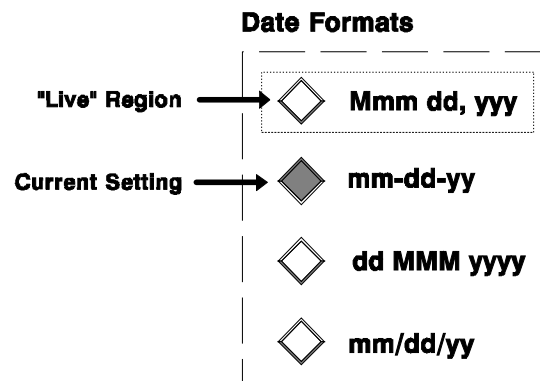 Date Formats
"Live" Region
Mmm dd, yyy
Current Setting
mm-dd-yy
dd MMM yyyy
mm/dd/yy